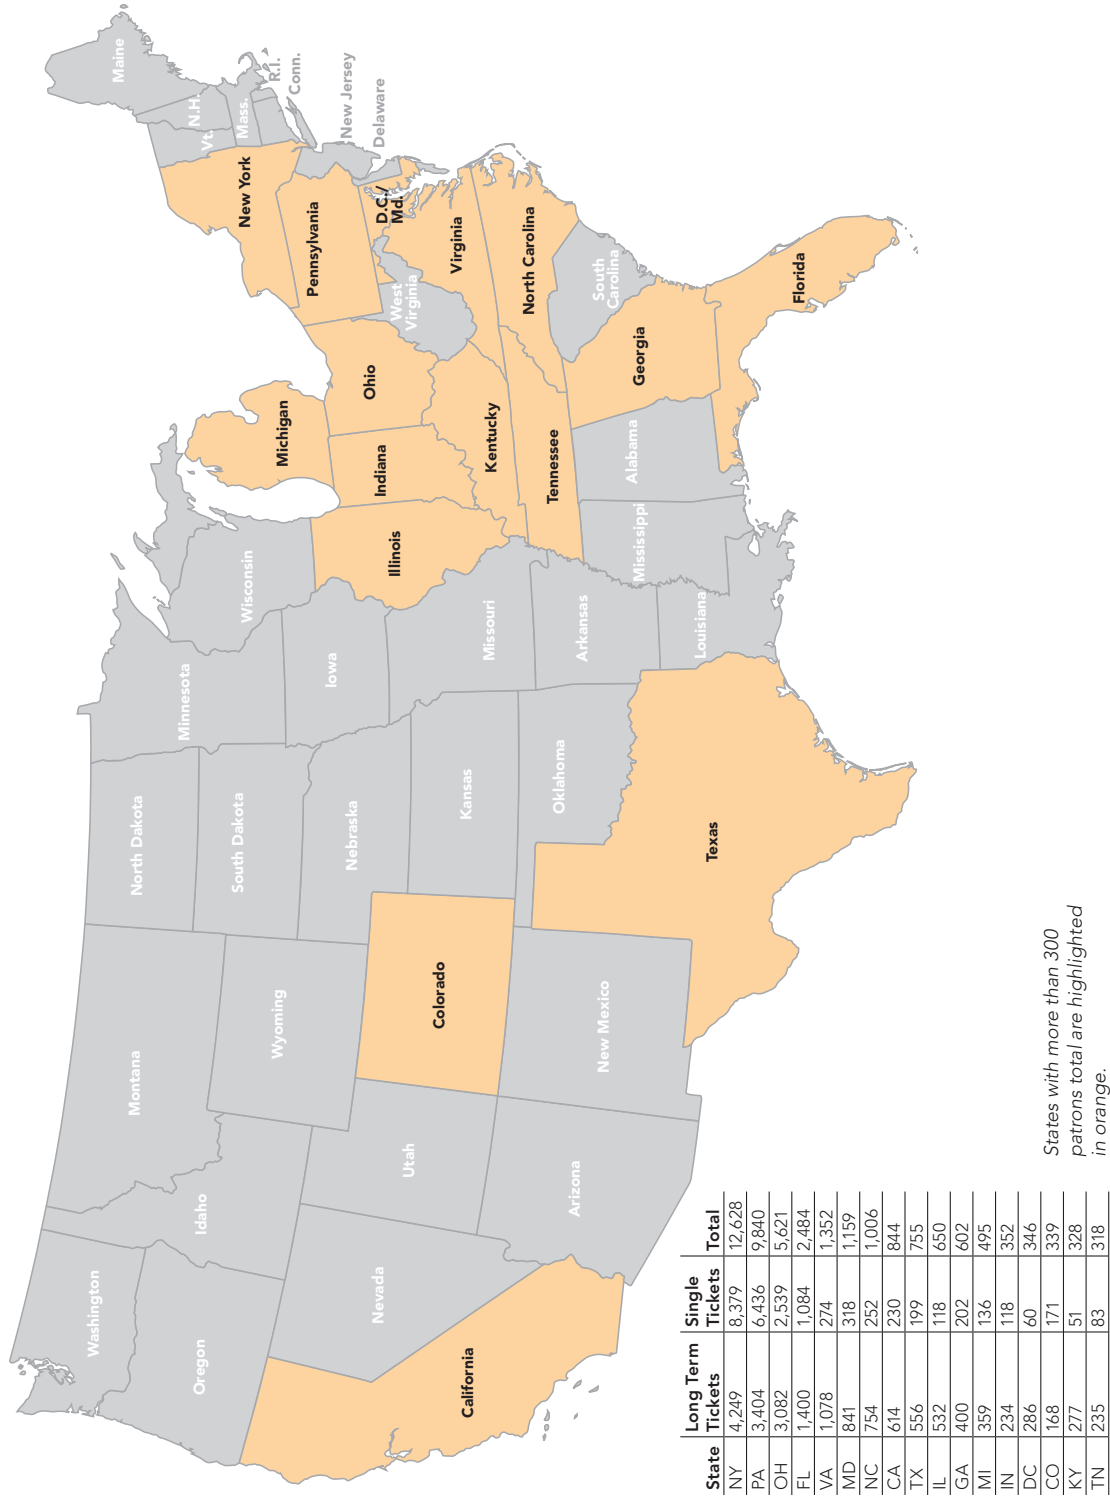 Washington
Oregon
California
Nevada
Idaho
Montana
Wyoming
Utah
Arizona
Colorado
New Mexico
North Dakota
South Dakota
Nebraska
Kansas
Oklahoma
Texas
Minnesota
Iowa
Missouri
Arkansas
Louisiana
Wisconsin
Illinois
Michigan
Indiana
Ohio
Kentucky
Tennessee
Mississippi
Alabama
Georgia
Florida
South
Carolina
North Carolina
Virginia
West
Virginia
D.C./
Md.
Pennsylvania
New York
Vt.
N.H.
Maine
Mass.
R.I.
Conn.
New Jersey
Delaware
State Long Term Tickets Single Tickets Total
NY 4,249 8,379 12,628
PA 3,404 6,436 9,840
OH 3,082 2,539 5,621
FL 1,400 1,084 2,484
VA 1,078 274 1,352
MD 841 318 1,159
NC 754 252 1,006
CA 614 230 844
TX 556 199 755
IL 532 118 650
GA 400 202 602
MI 359 136 495
IN 234 118 352
DC 286 60 346
CO 168 171 339
KY 277 51 328
TN 235 83 318
States with more than 300
patrons total are highlighted
in orange.